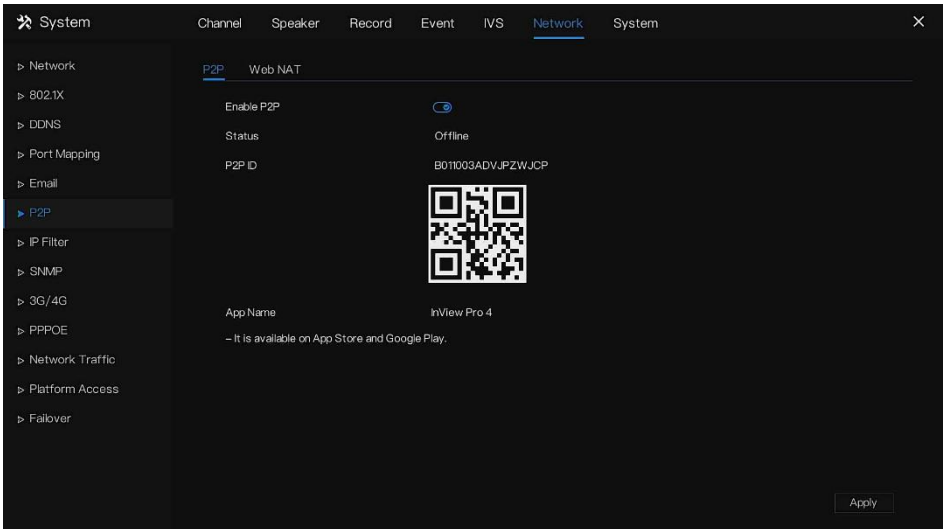 System
Channel Speaker Record Event IVS Network System
Network
802.1X
DDNS
Port Mapping
Email
P2P
IP Filter
SNMP
3G/4G
PPPOE
Network Traffic
Platform Access
Failover
P2P Web NAT
Enable P2P
Status Offline
P2P ID B011003ADVJPZWJCP
App Name InView Pro 4
– It is available on App Store and Google Play.
Apply